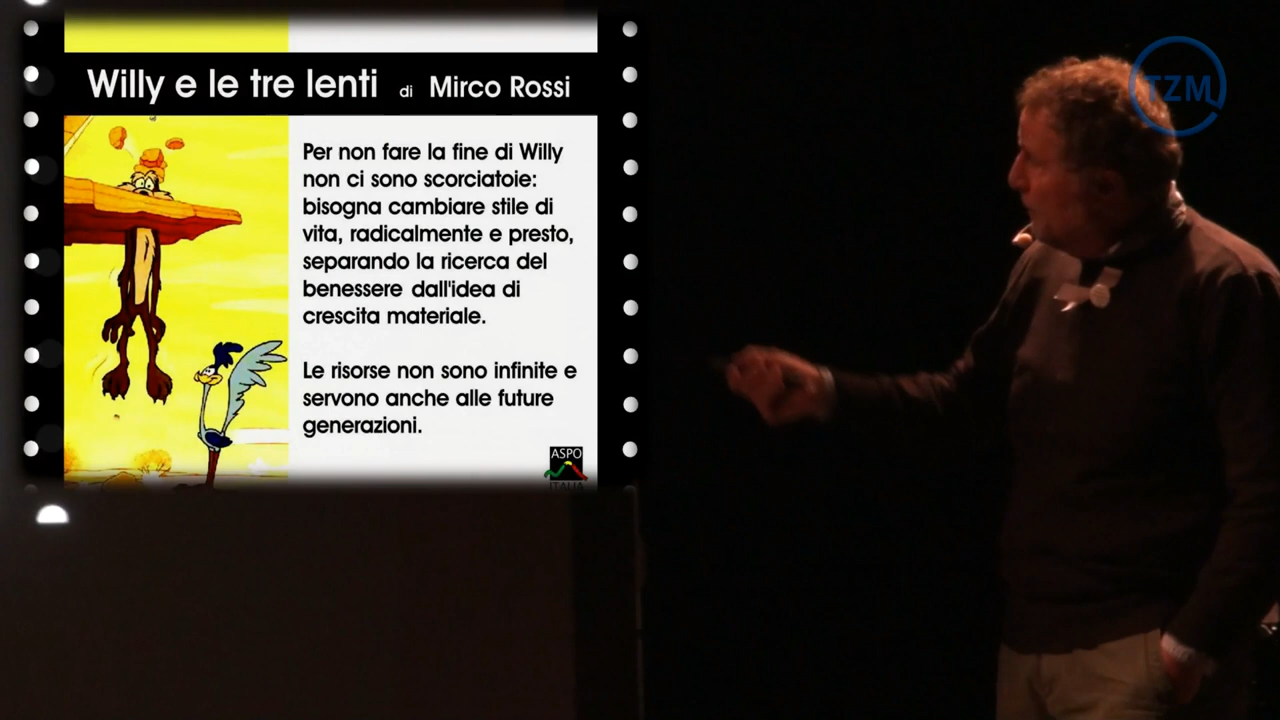 Willy e le tre lenti di Mirco Rossi
Per non fare la fine di Willy
non ci sono scorciatoie:
bisogna cambiare stile di
vita, radicalmente e presto,
separando la ricerca del
benessere dall'idea di
crescita materiale.
Le risorse non sono infinite e
servono anche alle future
generazioni.
ASPO
ITALIA
TZM